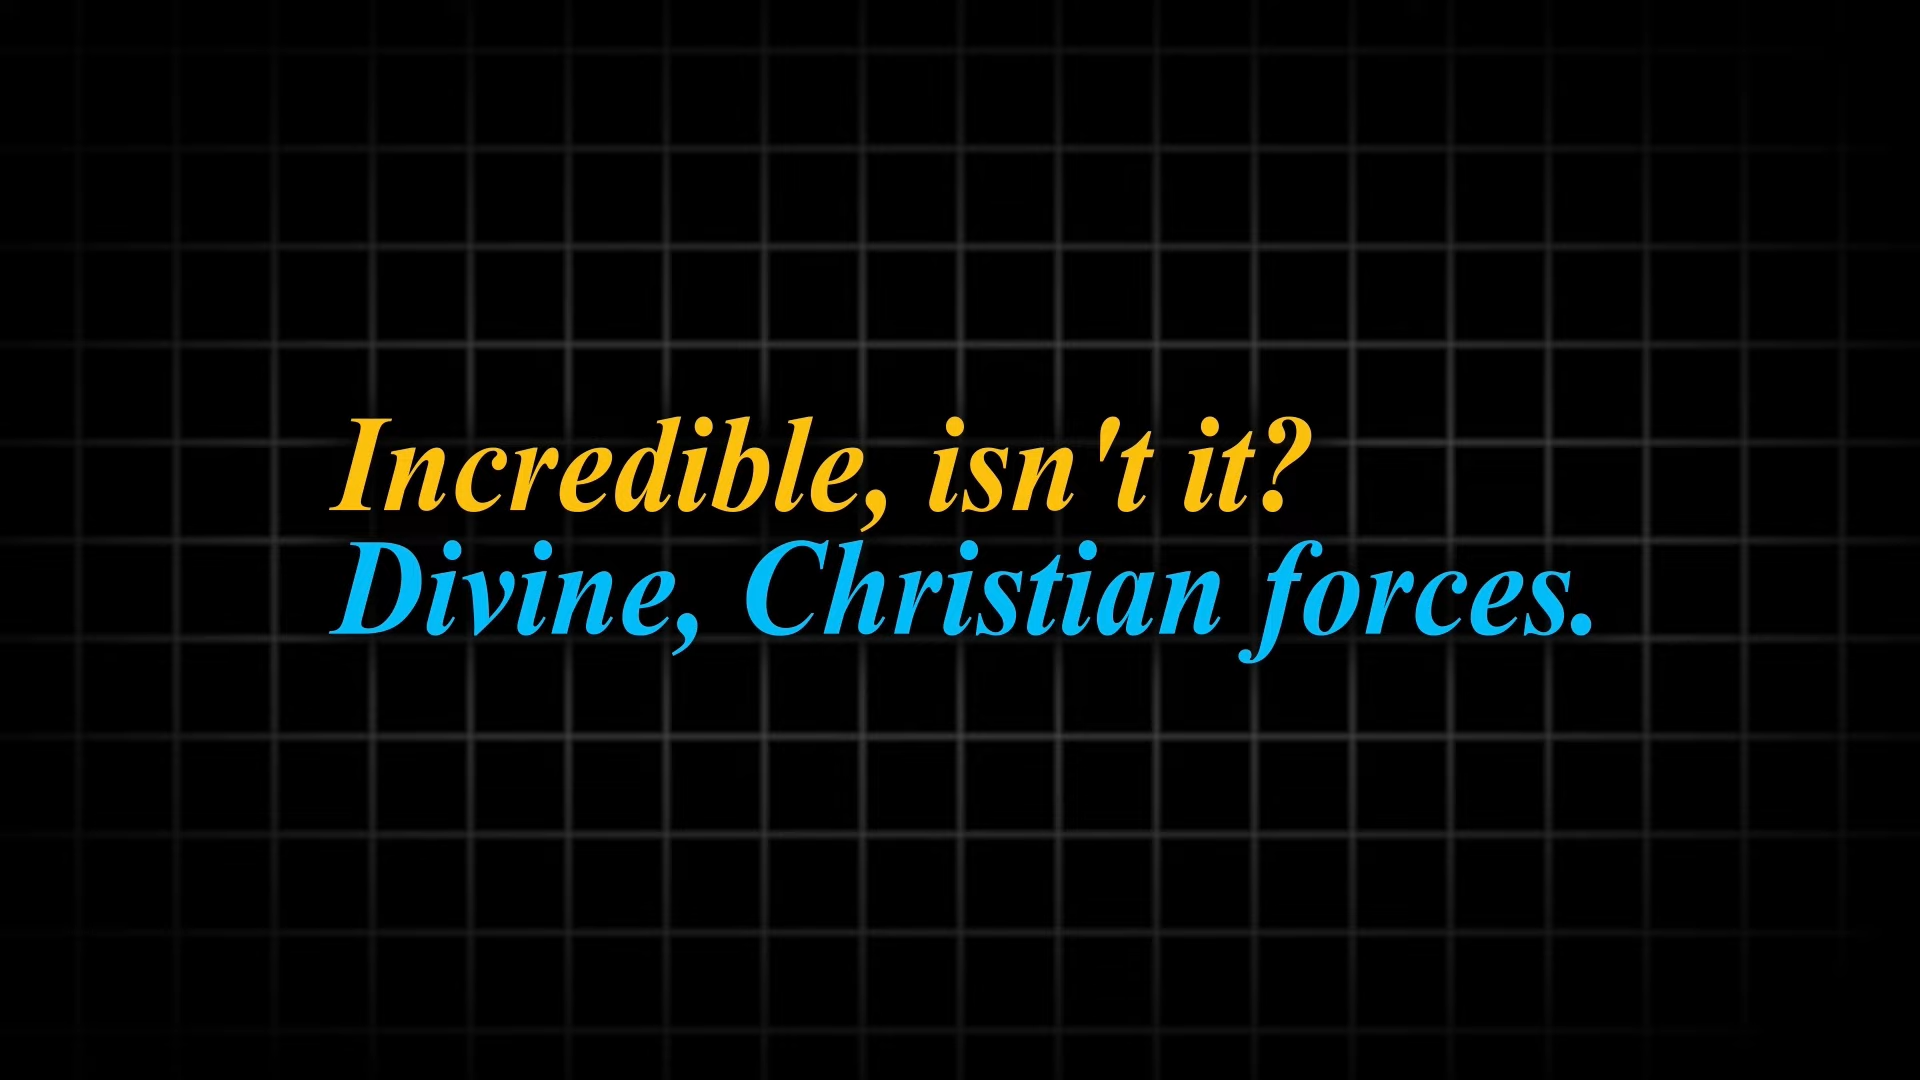 Incredible, isn't it?
Divine, Christian forces.